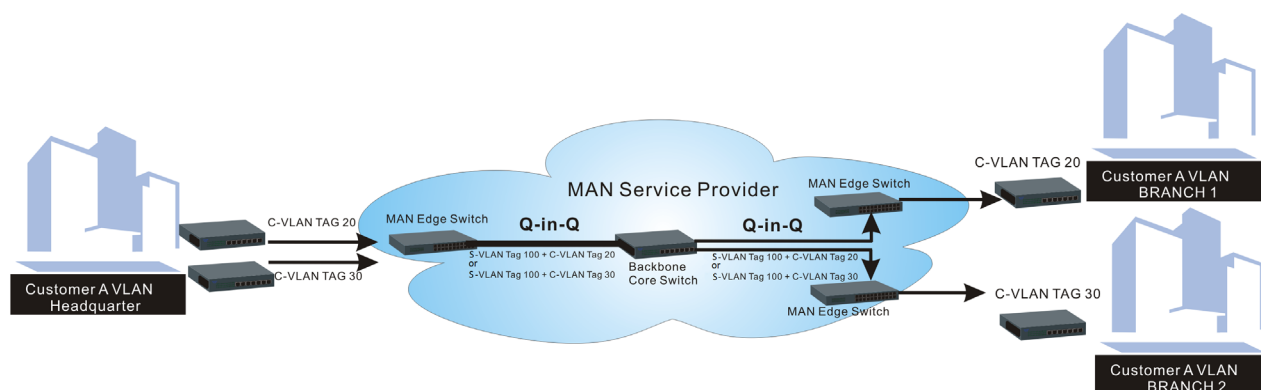 C-VLAN TAG 20
Customer A VLAN
BRANCH 1
MAN Service Provider
MAN Edge Switch
C-VLAN TAG 20
MAN Edge Switch
Q-in-Q
Q-in-Q
S-VLAN Tag 100 + C-VLAN Tag 20
or
S-VLAN Tag 100 + C-VLAN Tag 30
Backbone
Core Switch
S-VLAN Tag 100 + C-VLAN Tag 20
or
S-VLAN Tag 100 + C-VLAN Tag 30
C-VLAN TAG 30
Customer A VLAN
Headquarter
MAN Edge Switch
C-VLAN TAG 30
Customer A VLAN
BRANCH 2